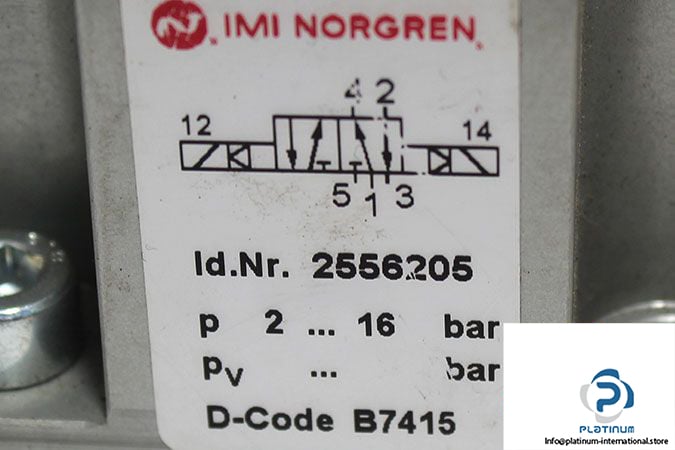 IMI NORGREN
4 2
12 14
5 1 3
Id.Nr. 2556205
p 2 ... 16 bar
pv ... bar
D-Code B7415
PLATINUM
Info@platinum-international.store